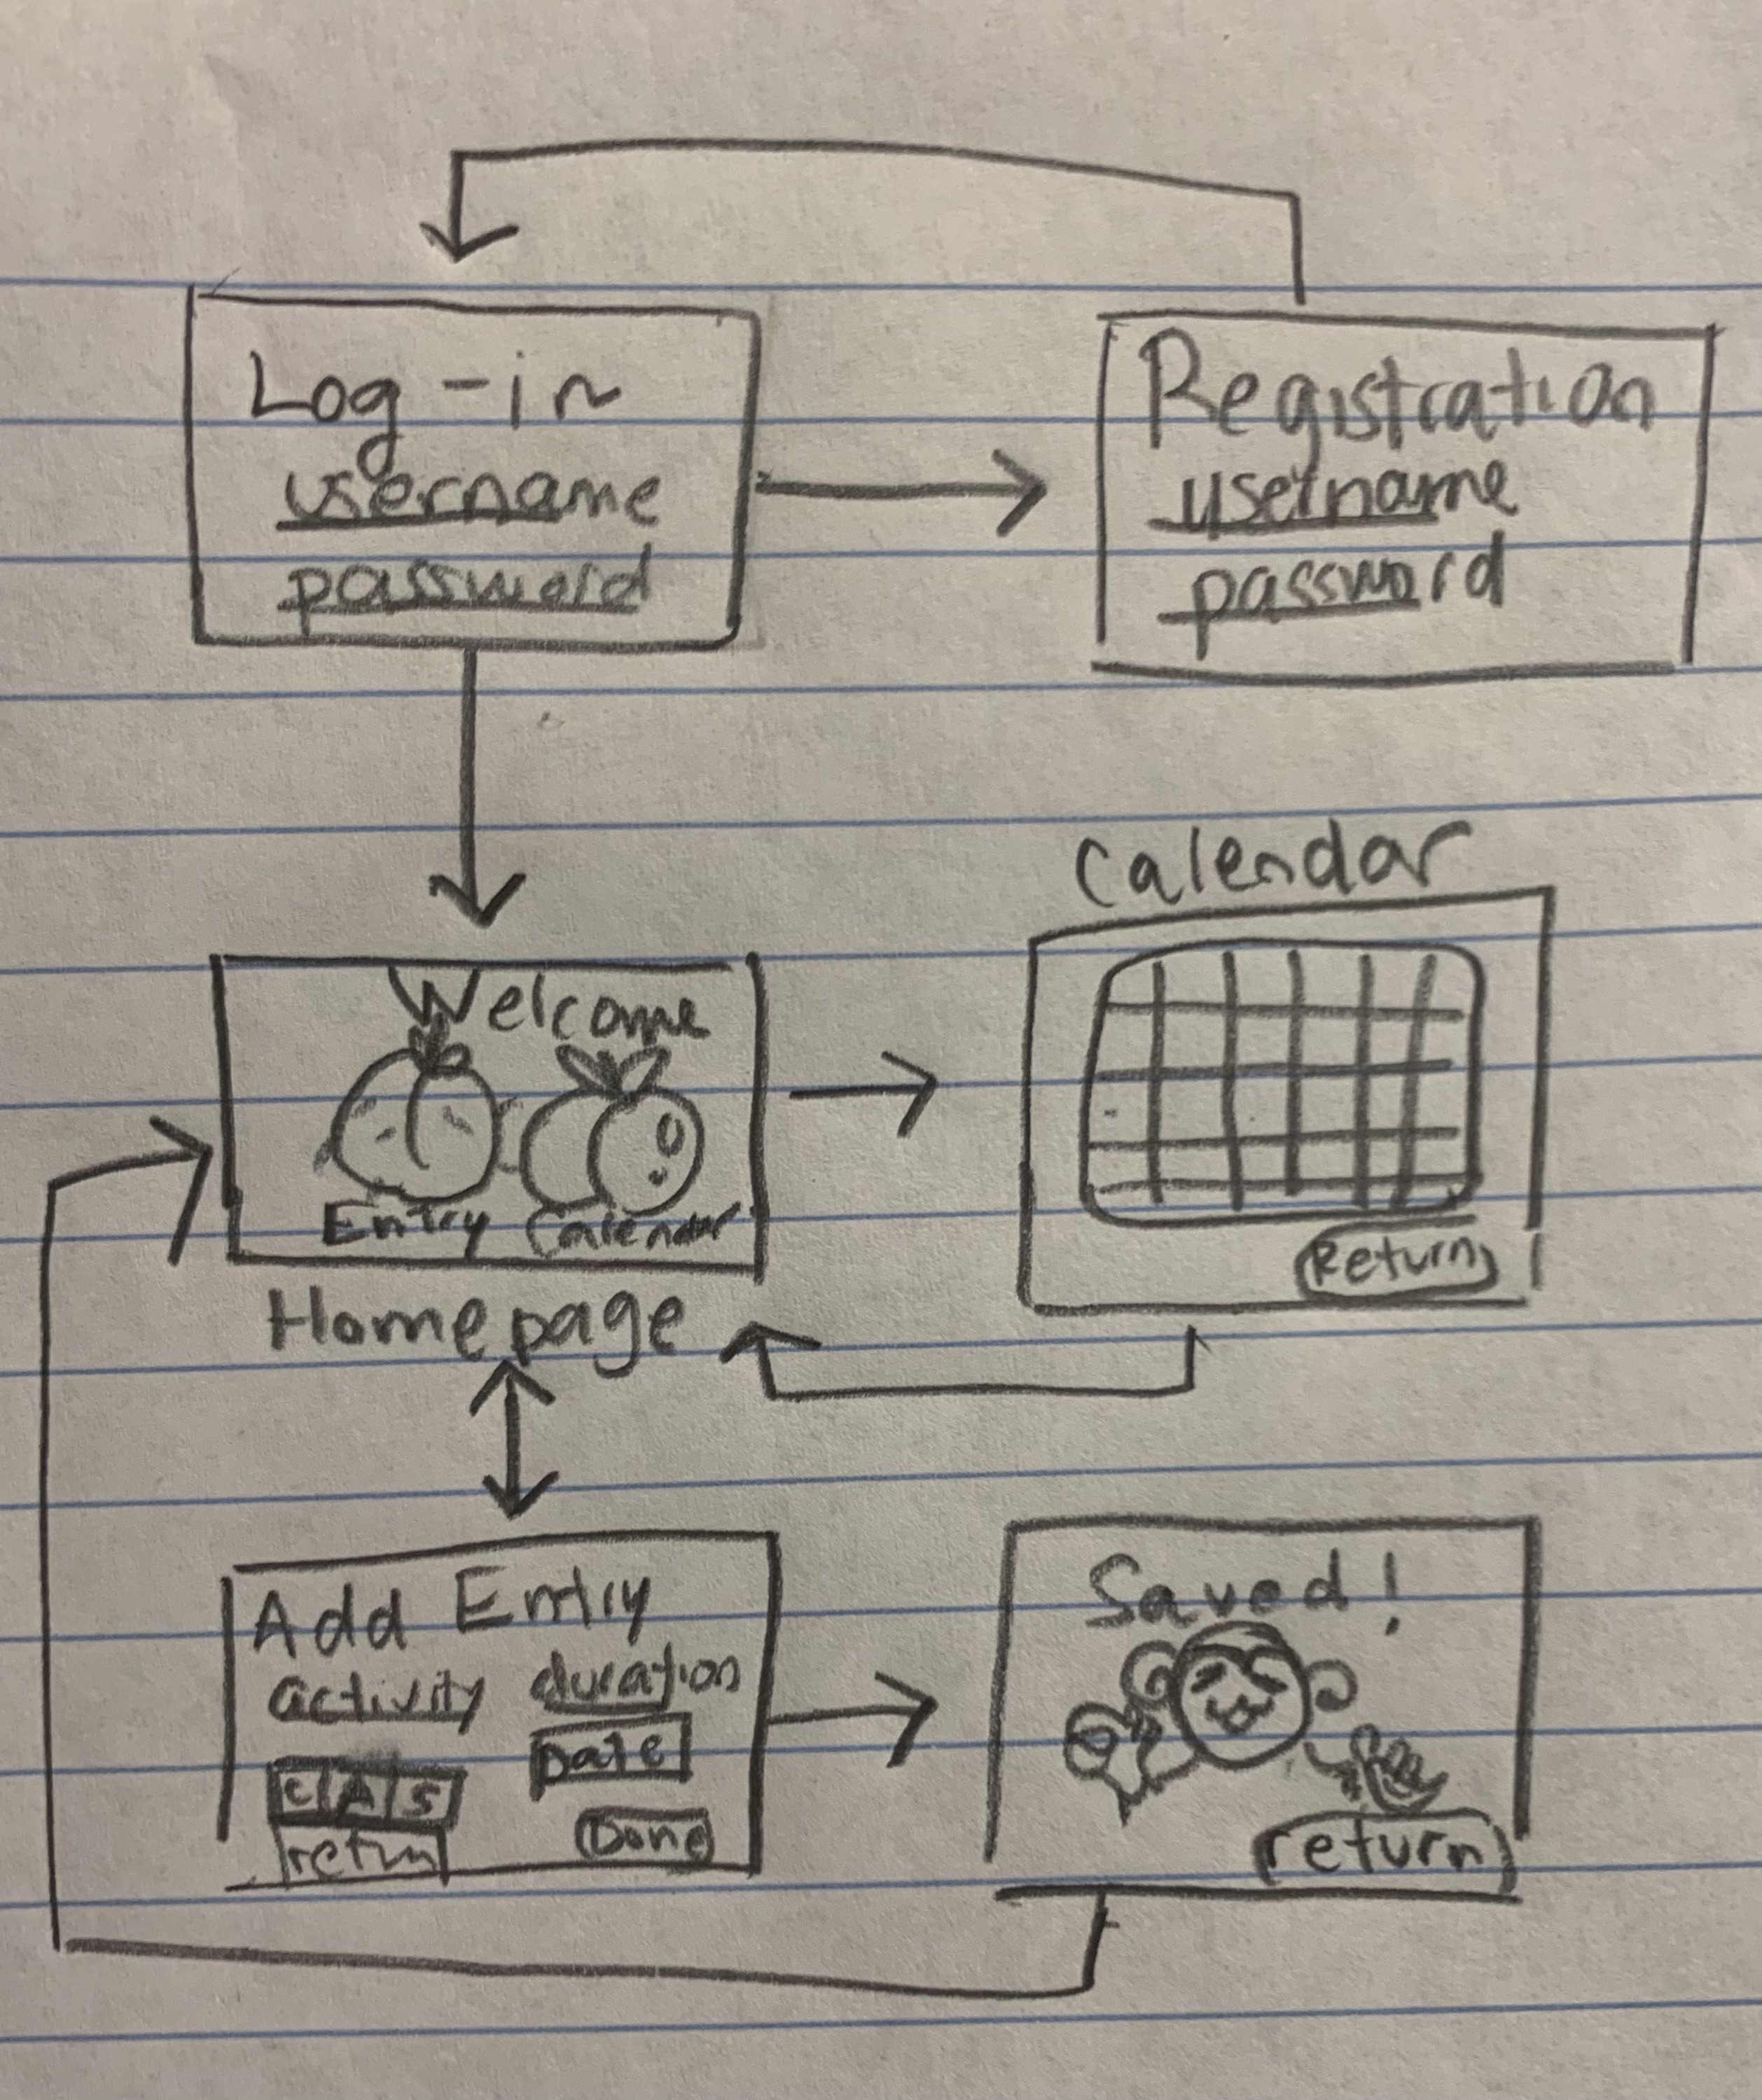 Log-in
username
password
Registration
username
password
Welcome
Entry Calendar
Homepage
Calendar
Return
Add Entry
activity duration
Date
C A S
retrn
Done
Saved!
return